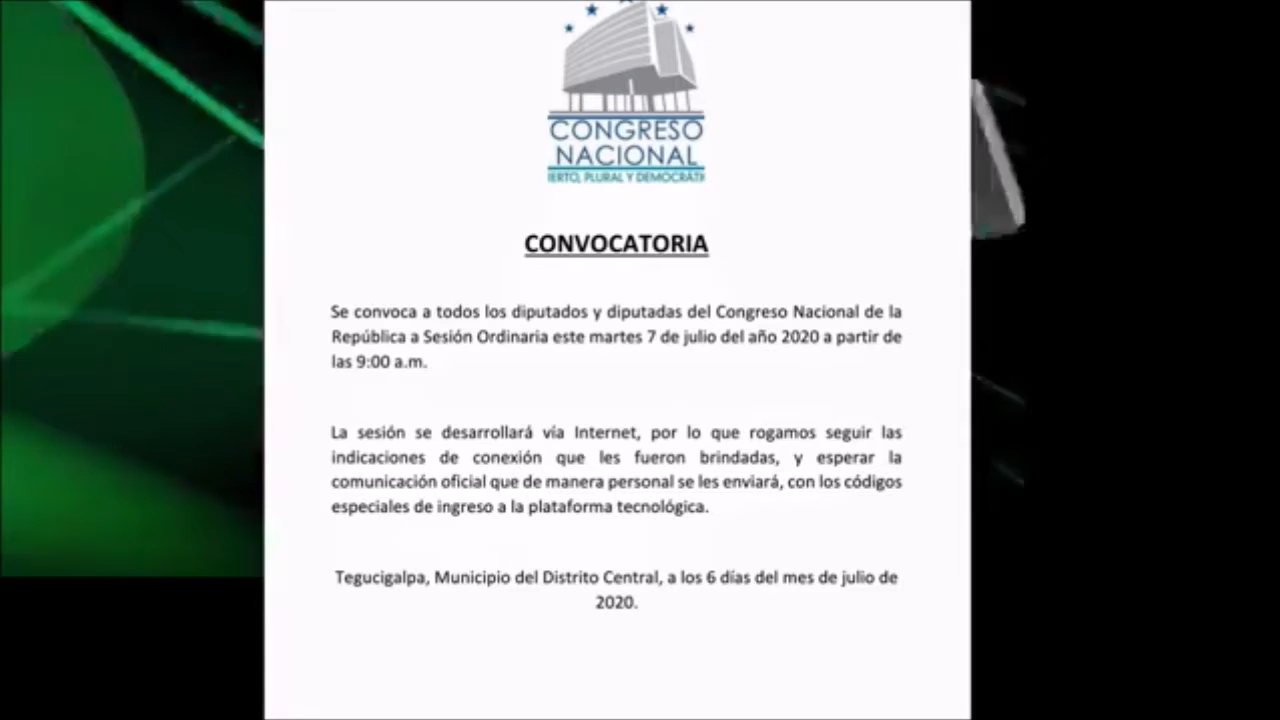 CONGRESO
NACIONAL
IERTO, PLURAL Y DEMOCRÁTI
CONVOCATORIA
Se convoca a todos los diputados y diputadas del Congreso Nacional de la
República a Sesión Ordinaria este martes 7 de julio del año 2020 a partir de
las 9:00 a.m.
La sesión se desarrollará vía Internet, por lo que rogamos seguir las
indicaciones de conexión que les fueron brindadas, y esperar la
comunicación oficial que de manera personal se les enviará, con los códigos
especiales de ingreso a la plataforma tecnológica.
Tegucigalpa, Municipio del Distrito Central, a los 6 días del mes de julio de
2020.